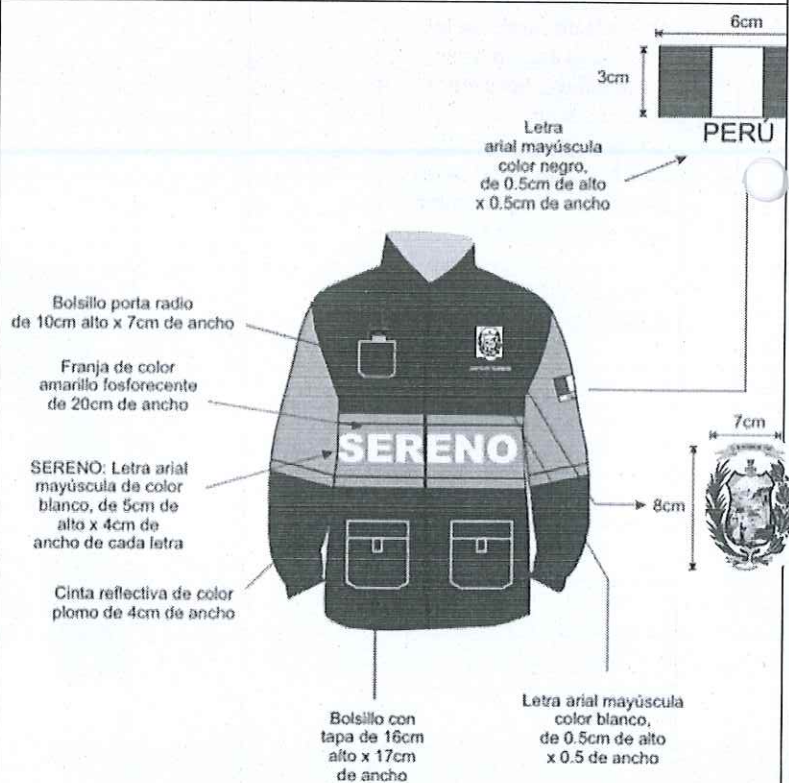 6cm
3cm
PERÚ
Letra
arial mayúscula
color negro,
de 0.5cm de alto
x 0.5cm de ancho
Bolsillo porta radio
de 10cm alto x 7cm de ancho
Franja de color
amarillo fosforecente
de 20cm de ancho
SERENO
7cm
8cm
SERENO: Letra arial
mayúscula de color
blanco, de 5cm de
alto x 4cm de
ancho de cada letra
Cinta reflectiva de color
plomo de 4cm de ancho
Bolsillo con
tapa de 16cm
alto x 17cm
de ancho
Letra arial mayúscula
color blanco,
de 0.5cm de alto
x 0.5 de ancho